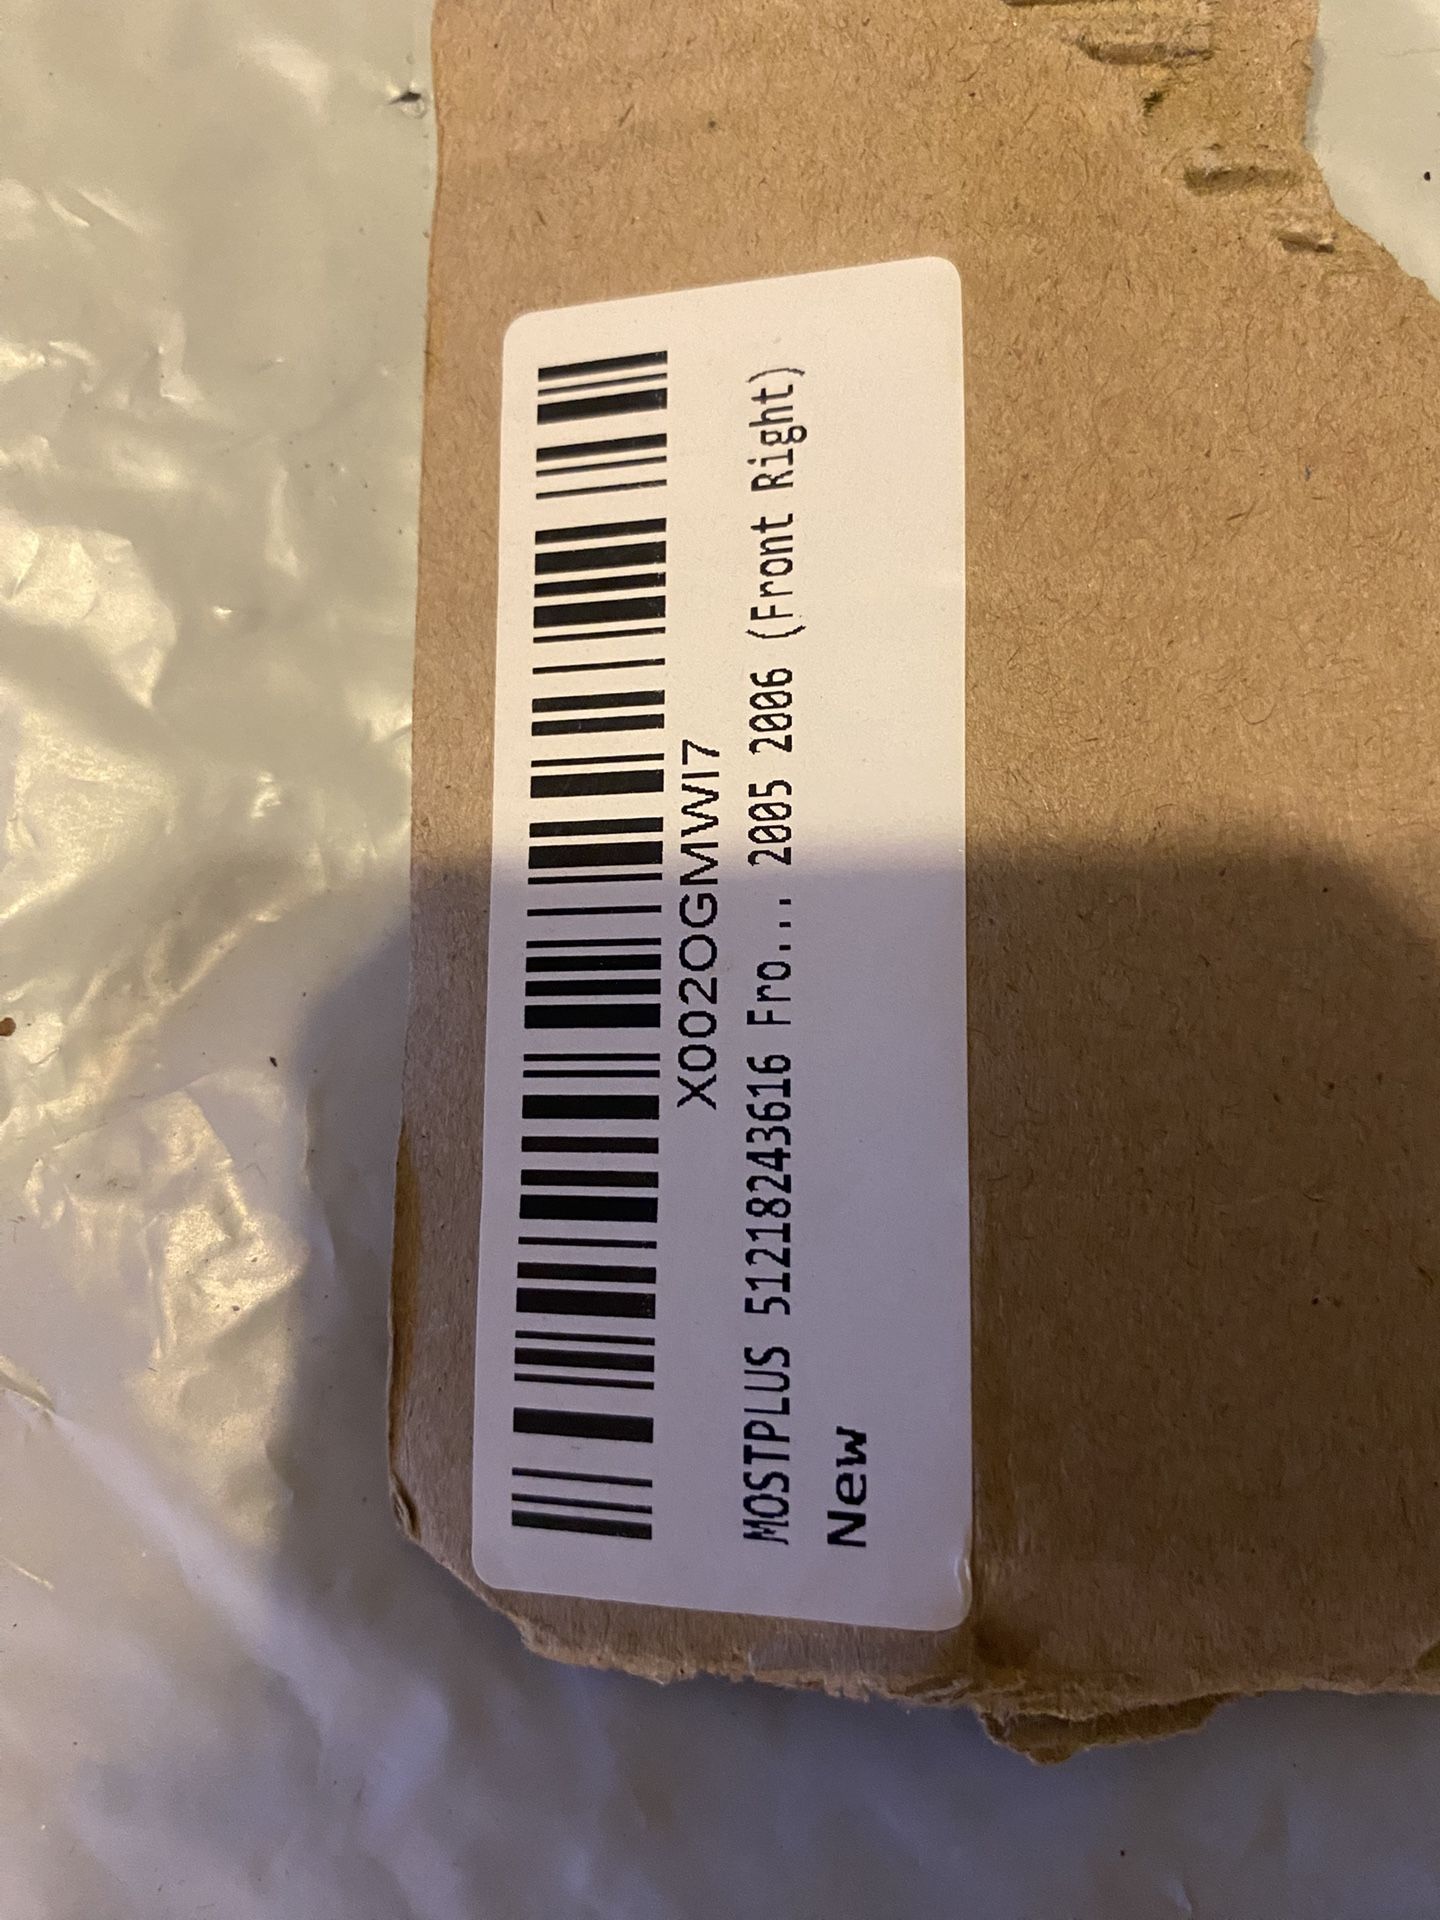 X002OGMWI7
MOSTPLUS 51218243616 Fro... 2005 2006 (Front Right)
New